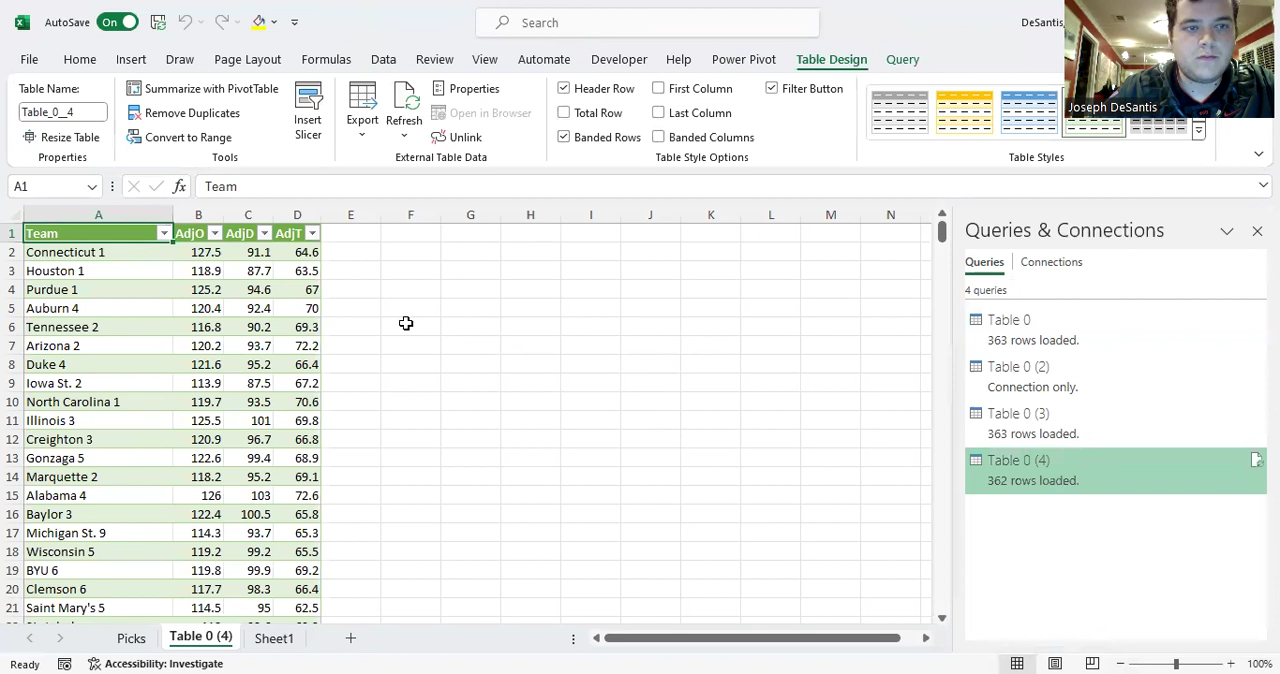 AutoSave On Search DeSantis
File Home Insert Draw Page Layout Formulas Data Review View Automate Developer Help Power Pivot Table Design Query
Joseph DeSantis
Table Name: Summarize with PivotTable Properties Header Row First Column Filter Button
Table_0__4 Remove Duplicates Insert Slicer Export Refresh Open in Browser Total Row Last Column
Resize Table Convert to Range Unlink Banded Rows Banded Columns
Properties Tools External Table Data Table Style Options Table Styles
A1 fx Team
A B C D E F G H I J K L M N
1 Team AdjO AdjD AdjT
2 Connecticut 1 127.5 91.1 64.6
3 Houston 1 118.9 87.7 63.5
4 Purdue 1 125.2 94.6 67
5 Auburn 4 120.4 92.4 70
6 Tennessee 2 116.8 90.2 69.3
7 Arizona 2 120.2 93.7 72.2
8 Duke 4 121.6 95.2 66.4
9 Iowa St. 2 113.9 87.5 67.2
10 North Carolina 1 119.7 93.5 70.6
11 Illinois 3 125.5 101 69.8
12 Creighton 3 120.9 96.7 66.8
13 Gonzaga 5 122.6 99.4 68.9
14 Marquette 2 118.2 95.2 69.1
15 Alabama 4 126 103 72.6
16 Baylor 3 122.4 100.5 65.8
17 Michigan St. 9 114.3 93.7 65.3
18 Wisconsin 5 119.2 99.2 65.5
19 BYU 6 119.8 99.9 69.2
20 Clemson 6 117.7 98.3 66.4
21 Saint Mary's 5 114.5 95 62.5
Queries & Connections
Queries Connections
4 queries
Table 0
363 rows loaded.
Table 0 (2)
Connection only.
Table 0 (3)
363 rows loaded.
Table 0 (4)
362 rows loaded.
Picks Table 0 (4) Sheet1
Ready Accessibility: Investigate 100%